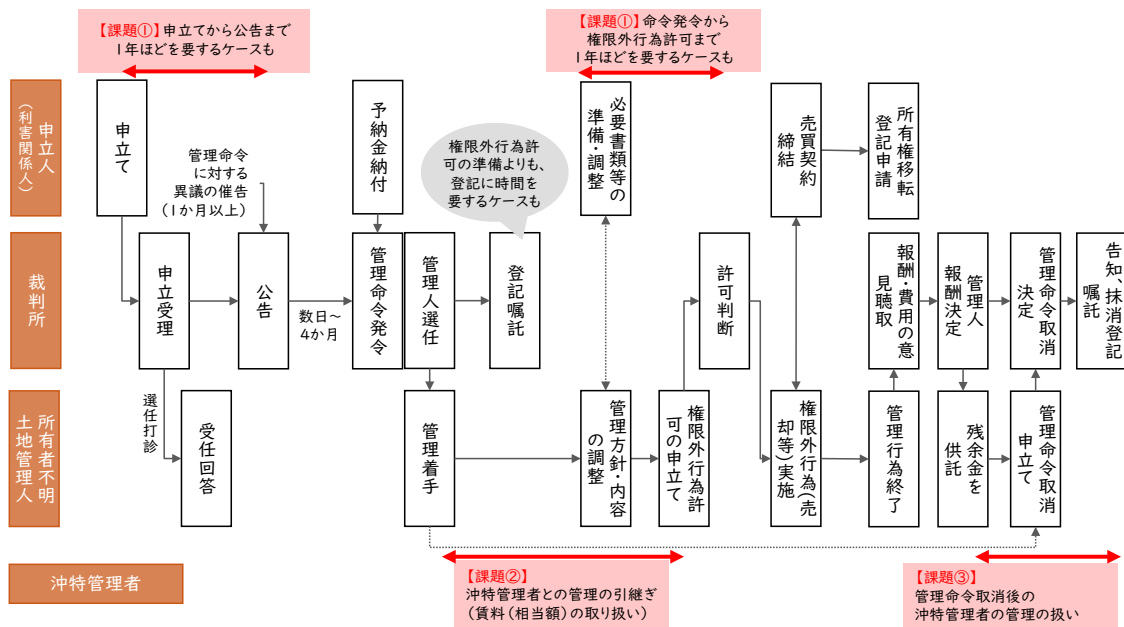 【課題①】申立てから公告まで
1年ほどを要するケースも
【課題①】命令発令から
権限外行為許可まで
1年ほどを要するケースも
申立人
(利害関係人)
申立て
予納金納付
必要書類等の
準備・調整
売買契約
締結
所有権移転
登記申請
管理命令
に対する
異議の催告
(1か月以上)
権限外行為許
可の準備よりも、
登記に時間を
要するケースも
裁判所
申立受理
公告
数日~
4か月
管理命令発令
管理人選任
登記嘱託
許可判断
報酬・費用の意
見聴取
管理人
報酬決定
管理命令取消
決定
告知、抹消登記
嘱託
所有者不明
土地管理人
選任打診
受任回答
管理着手
管理方針・内容
の調整
権限外行為許
可の申立て
権限外行為(売
却等)実施
管理行為終了
残余金を
供託
管理命令取消
申立て
沖特管理者
【課題②】
沖特管理者との管理の引継ぎ
(賃料(相当額)の取り扱い)
【課題③】
管理命令取消後の
沖特管理者の管理の扱い